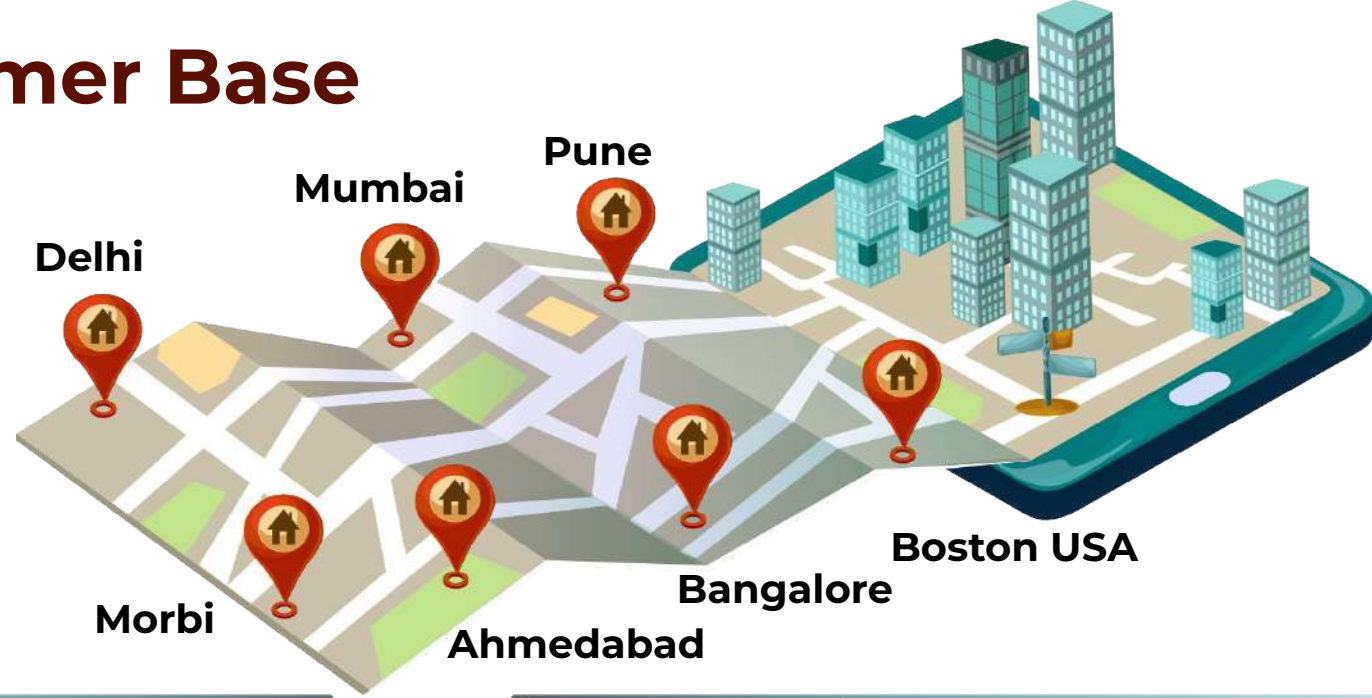 mer Base
Pune
Mumbai
Delhi
Boston USA
Bangalore
Morbi
Ahmedabad